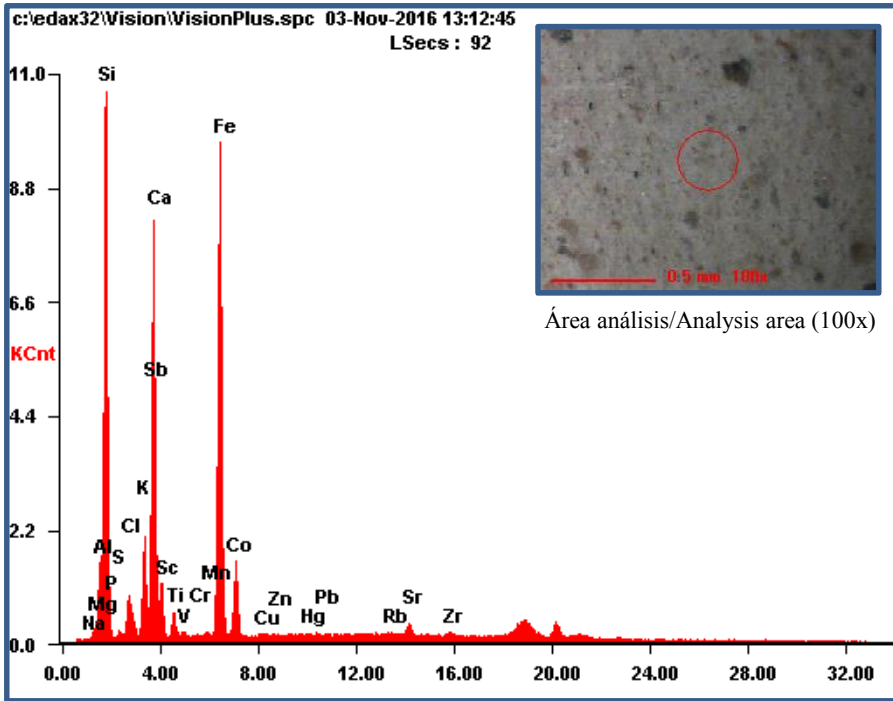 c:\edax32\Vision\VisionPlus.spc 03-Nov-2016 13:12:45
LSecs : 92
11.0
8.8
6.6
KCnt
4.4
2.2
0.0
Si
Fe
Ca
Sb
K
Cl
Al
S
P
Mg
Na
Sc
Ti
V
Cr
Mn
Co
Cu
Zn
Hg
Pb
Rb
Sr
Zr
0.00 4.00 8.00 12.00 16.00 20.00 24.00 28.00 32.00
0.5 mm 100x
Área análisis/Analysis area (100x)